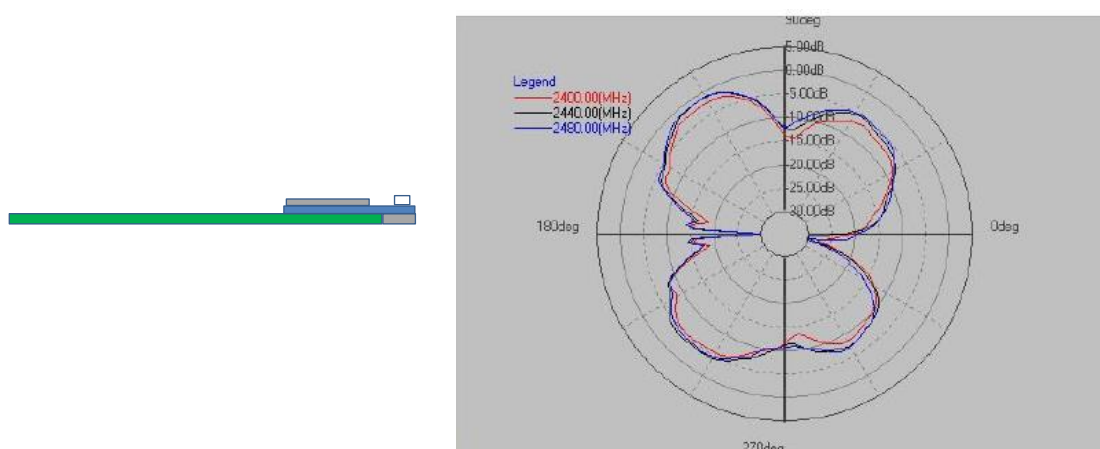 90deg
5.00dB
0.00dB
Legend
-5.00dB
2400.00(MHz)
-10.00dB
2440.00(MHz)
-15.00dB
2480.00(MHz)
20.00dB
25.00dB
30.00dB
180deg
0deg
270deg